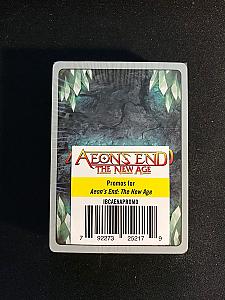 AEON'S END
THE NEW AGE
Promos for
Aeon's End: The New Age
IBCAENAPROMO
7 92273 25217 9